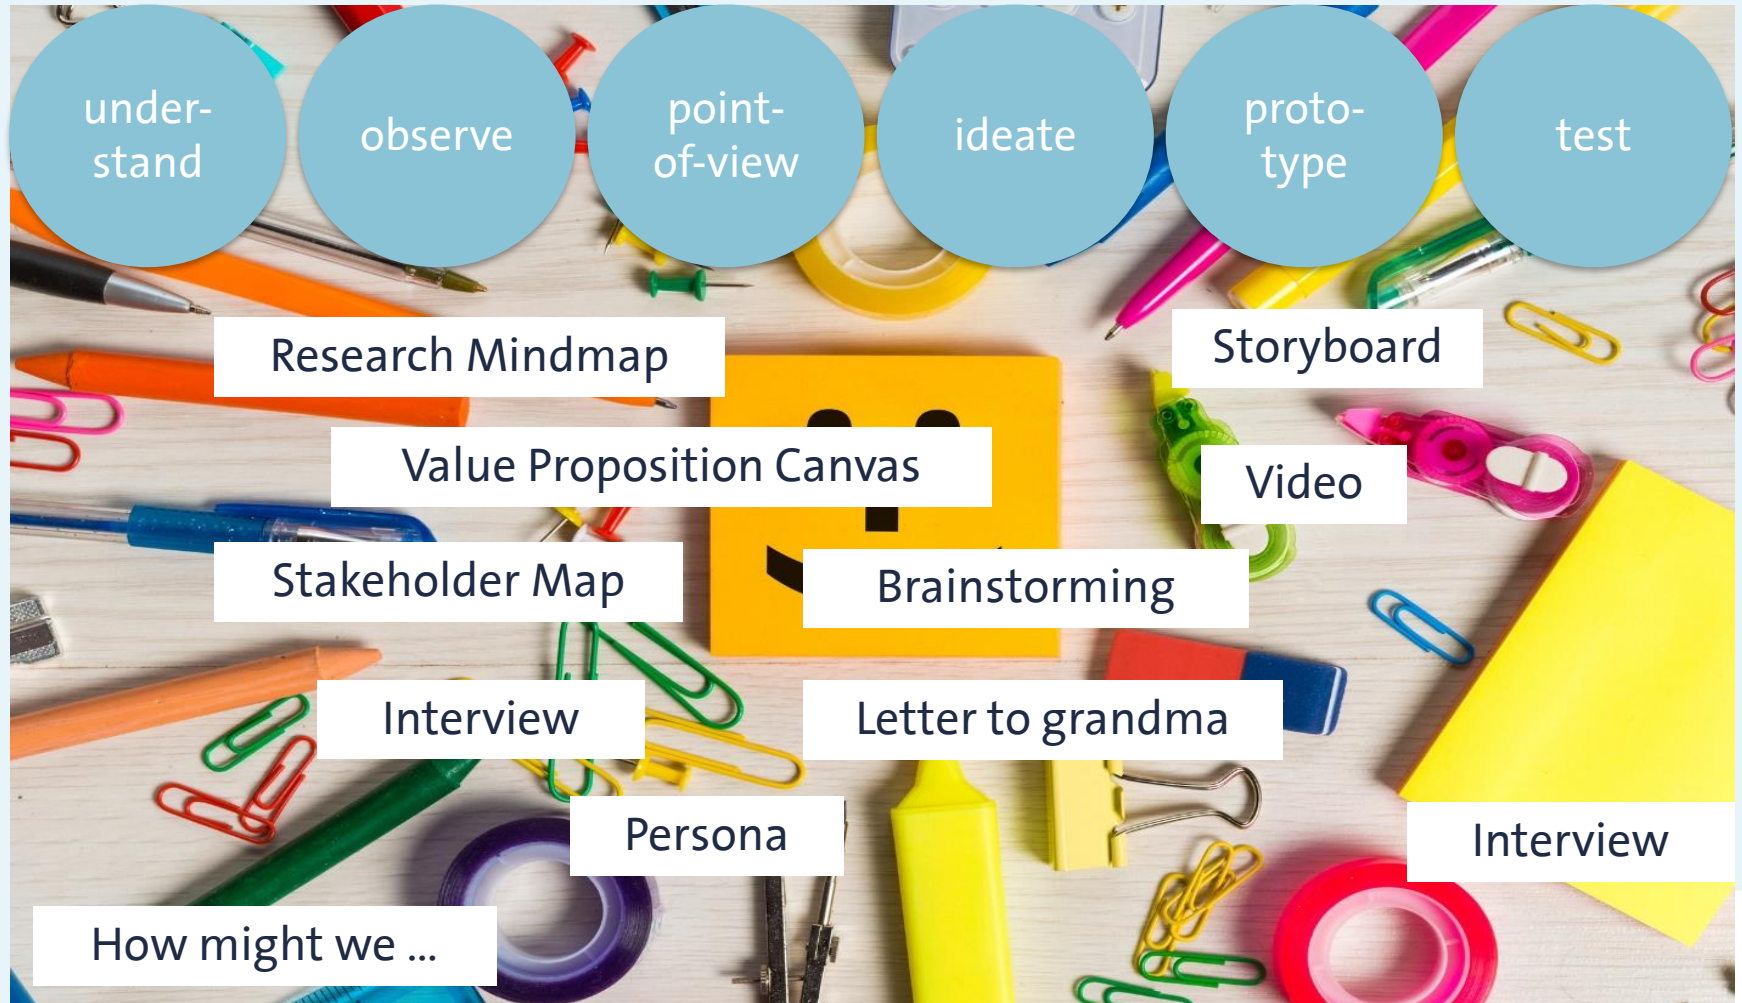 under-
stand
observe
point-
of-view
ideate
proto-
type
test
Research Mindmap
Storyboard
Value Proposition Canvas
Video
Stakeholder Map
Brainstorming
Interview
Letter to grandma
Persona
Interview
How might we ...